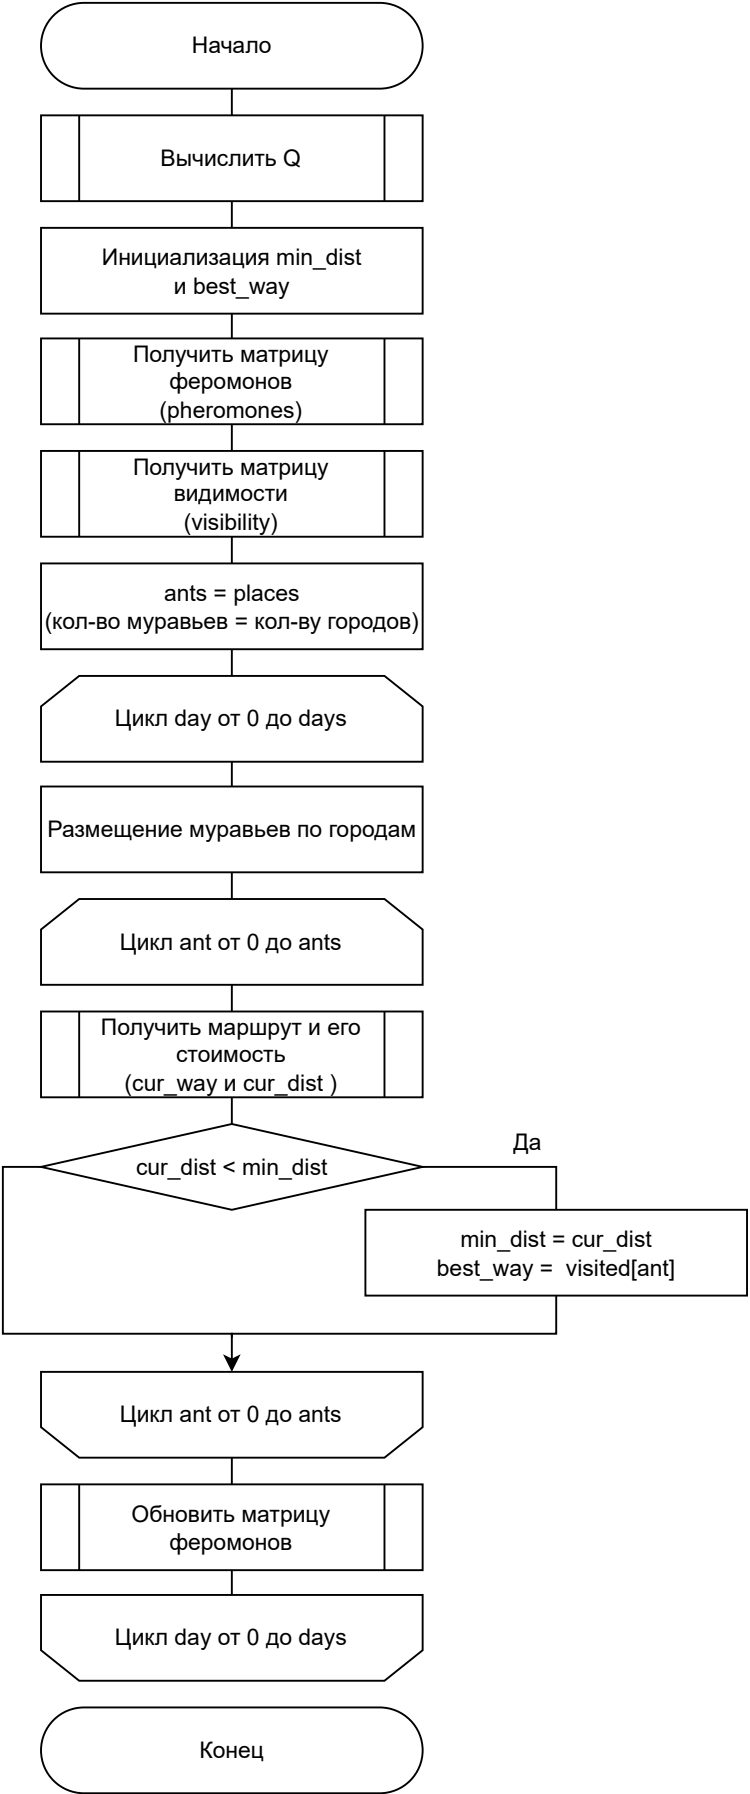 Начало
Вычислить Q
Инициализация min_dist
и best_way
Получить матрицу
феромонов
(pheromones)
Получить матрицу
видимости
(visibility)
ants = places
(кол-во муравьев = кол-ву городов)
Цикл day от 0 до days
Размещение муравьев по городам
Цикл ant от 0 до ants
Получить маршрут и его
стоимость
(cur_way и cur_dist )
Да
cur_dist < min_dist
min_dist = cur_dist
best_way =  visited[ant]
Цикл ant от 0 до ants
Обновить матрицу
феромонов
Цикл day от 0 до days
Конец